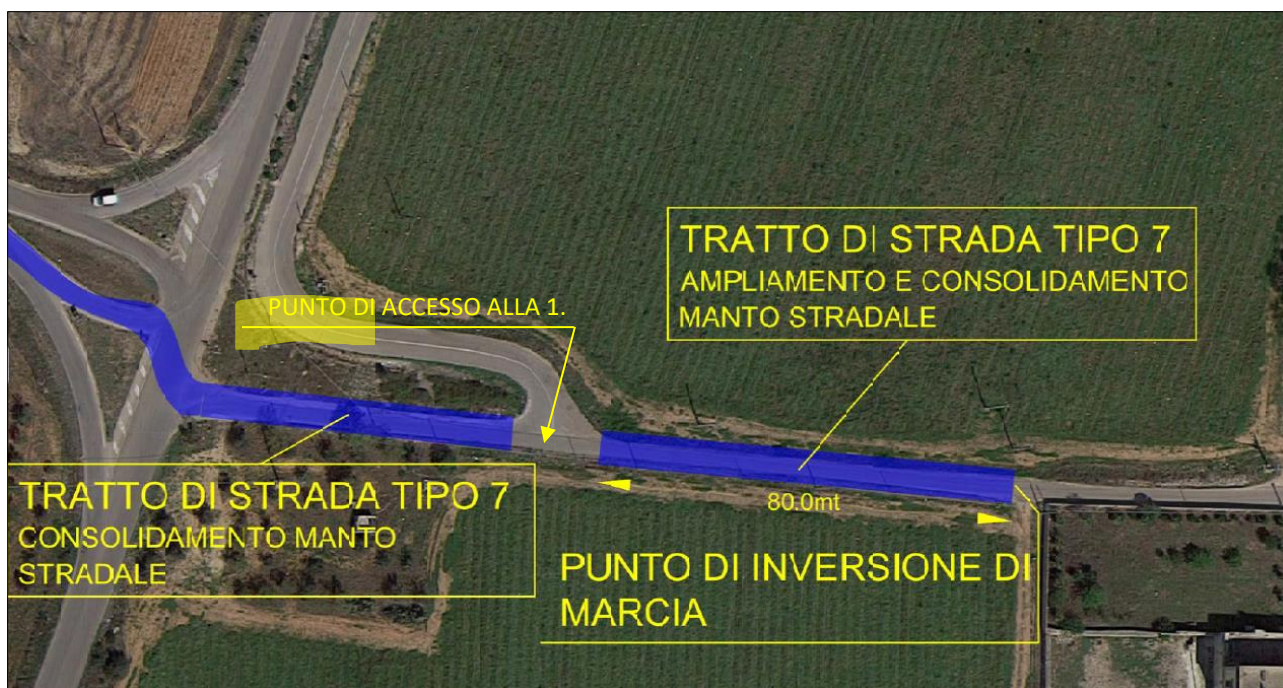 TRATTO DI STRADA TIPO 7
AMPLIAMENTO E CONSOLIDAMENTO
MANTO STRADALE
PUNTO DI ACCESSO ALLA 1.
TRATTO DI STRADA TIPO 7
CONSOLIDAMENTO MANTO
STRADALE
80.0mt
PUNTO DI INVERSIONE DI
MARCIA